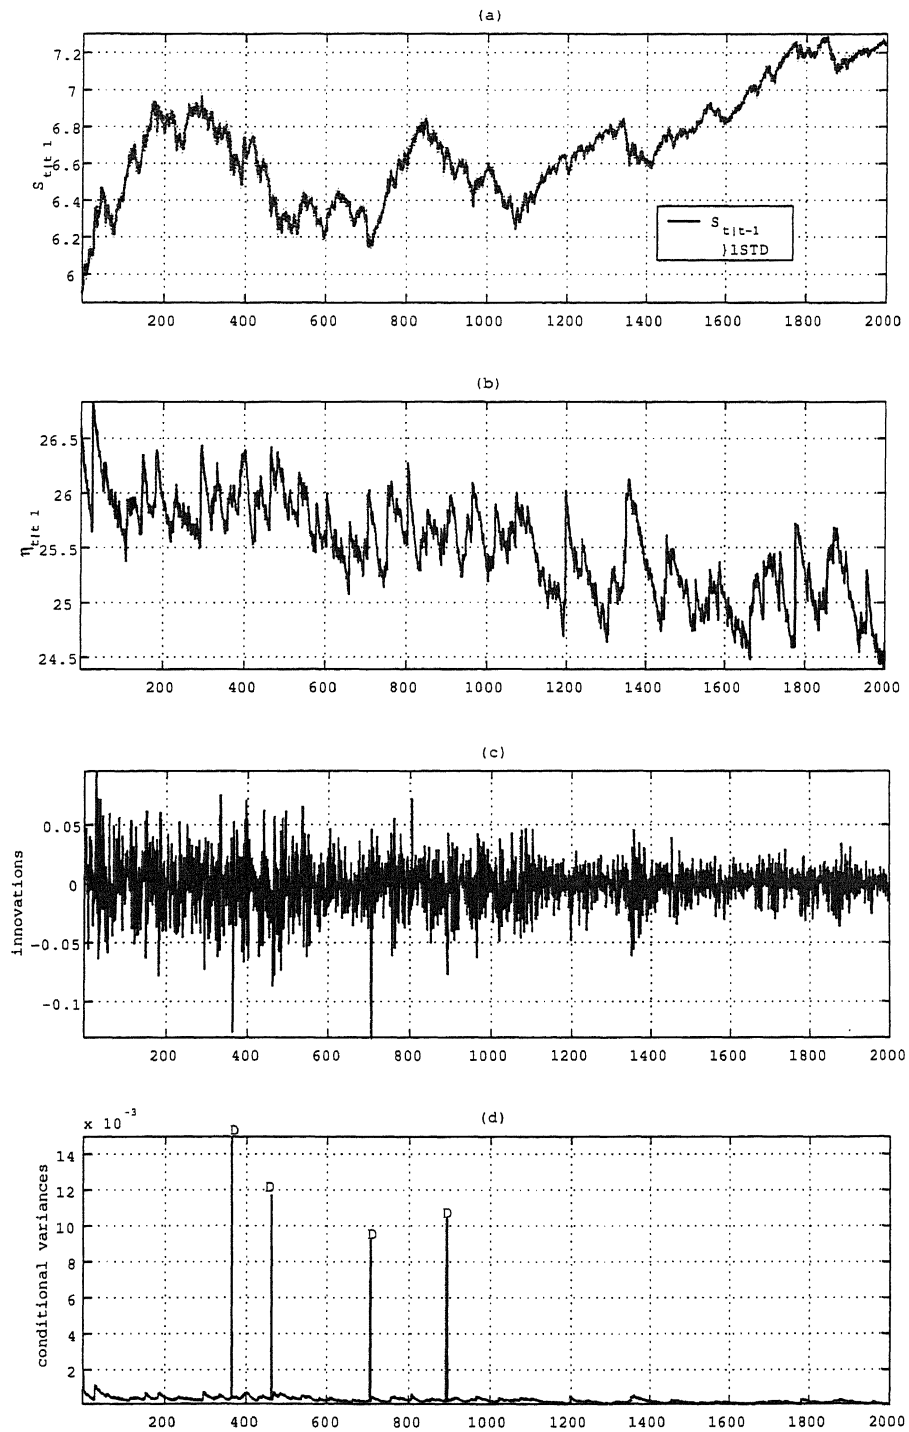 (a)
7.2
7
6.8
6.6
6.4
6.2
6
S t|t 1
S t|t-1
}1STD
200 400 600 800 1000 1200 1400 1600 1800 2000
(b)
26.5
26
25.5
25
24.5
η t|t 1
200 400 600 800 1000 1200 1400 1600 1800 2000
(c)
0.05
0
-0.05
-0.1
innovations
200 400 600 800 1000 1200 1400 1600 1800 2000
x 10 -3
(d)
14
12
10
8
6
4
2
conditional variances
D
D
D
D
200 400 600 800 1000 1200 1400 1600 1800 2000